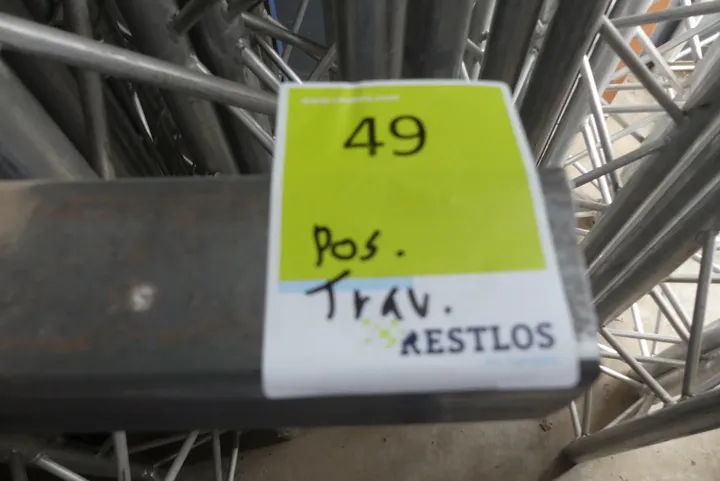 49
Pos.
Trav.
RESTLOS